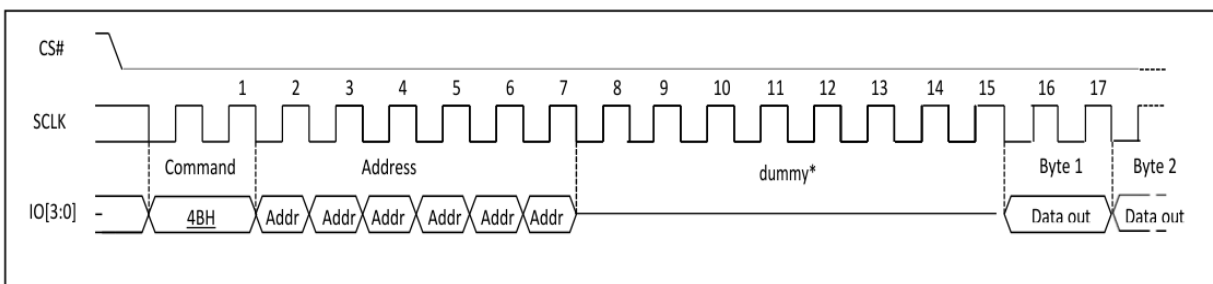 CS#
1 2 3 4 5 6 7 8 9 10 11 12 13 14 15 16 17
SCLK
Command Address dummy* Byte 1 Byte 2
IO[3:0] 4BH Addr Addr Addr Addr Addr Addr Data out Data out